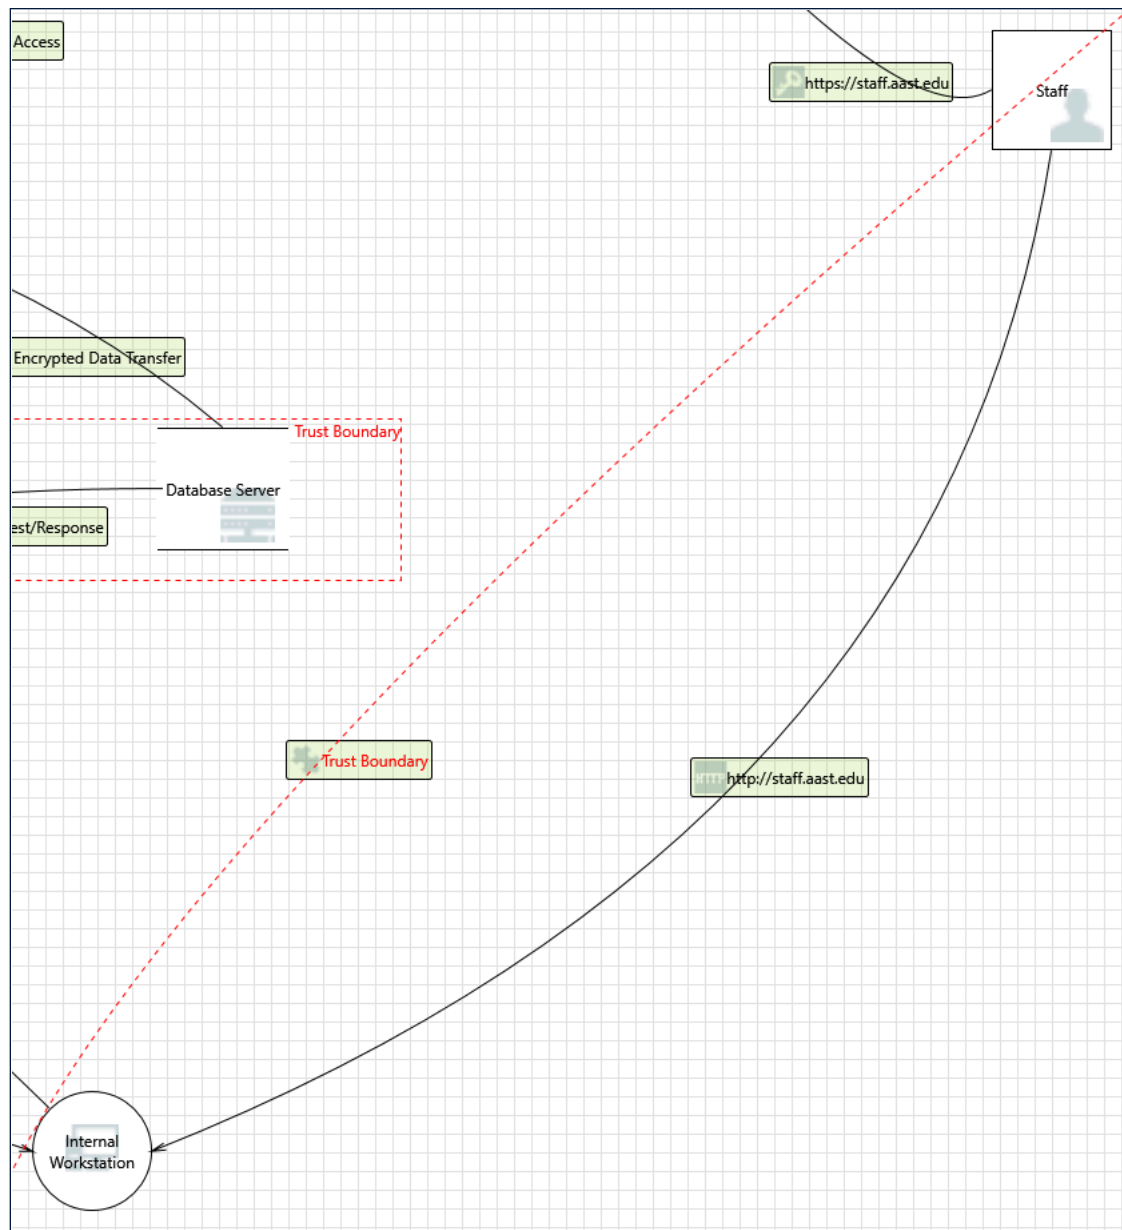 Access
https://staff.aast.edu
Staff
Encrypted Data Transfer
Trust Boundary
Database Server
est/Response
Trust Boundary
HTTP
http://staff.aast.edu
Internal
Workstation